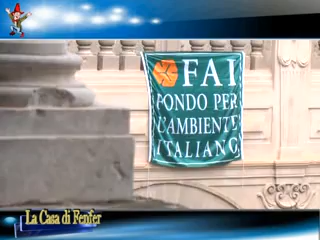 FAI
FONDO PER
L'AMBIENTE
ITALIANO
La Casa di Fenfer